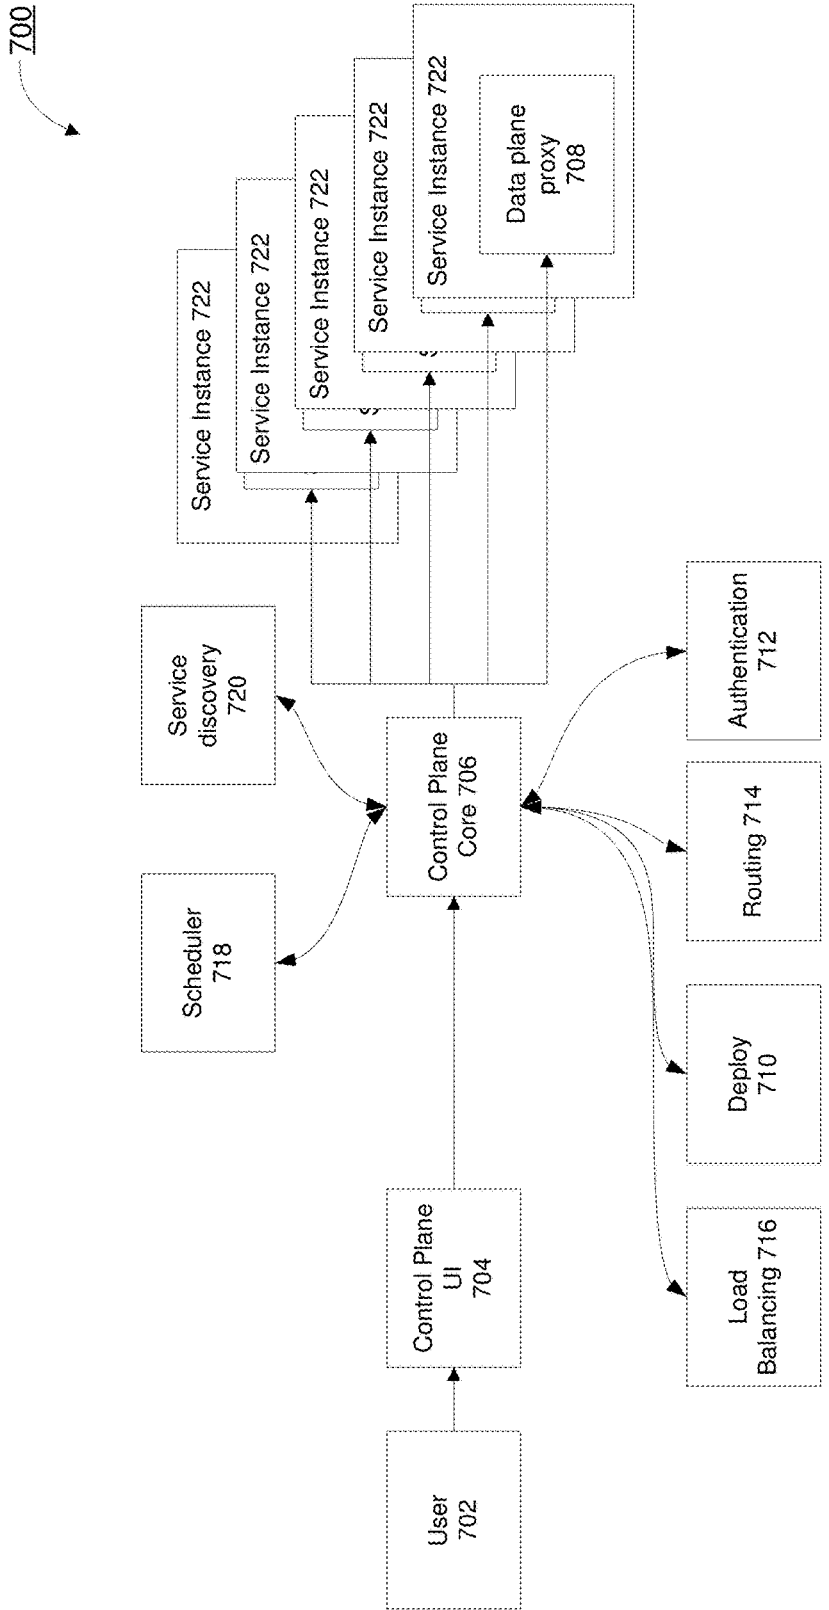 700
Scheduler
718
Service
discovery
720
Service Instance 722
Service Instance 722
Service Instance 722
Service Instance 722
Service Instance 722
Data plane
proxy
708
User
702
Control Plane
UI
704
Control Plane
Core 706
Load
Balancing 716
Deploy
710
Routing 714
Authentication
712